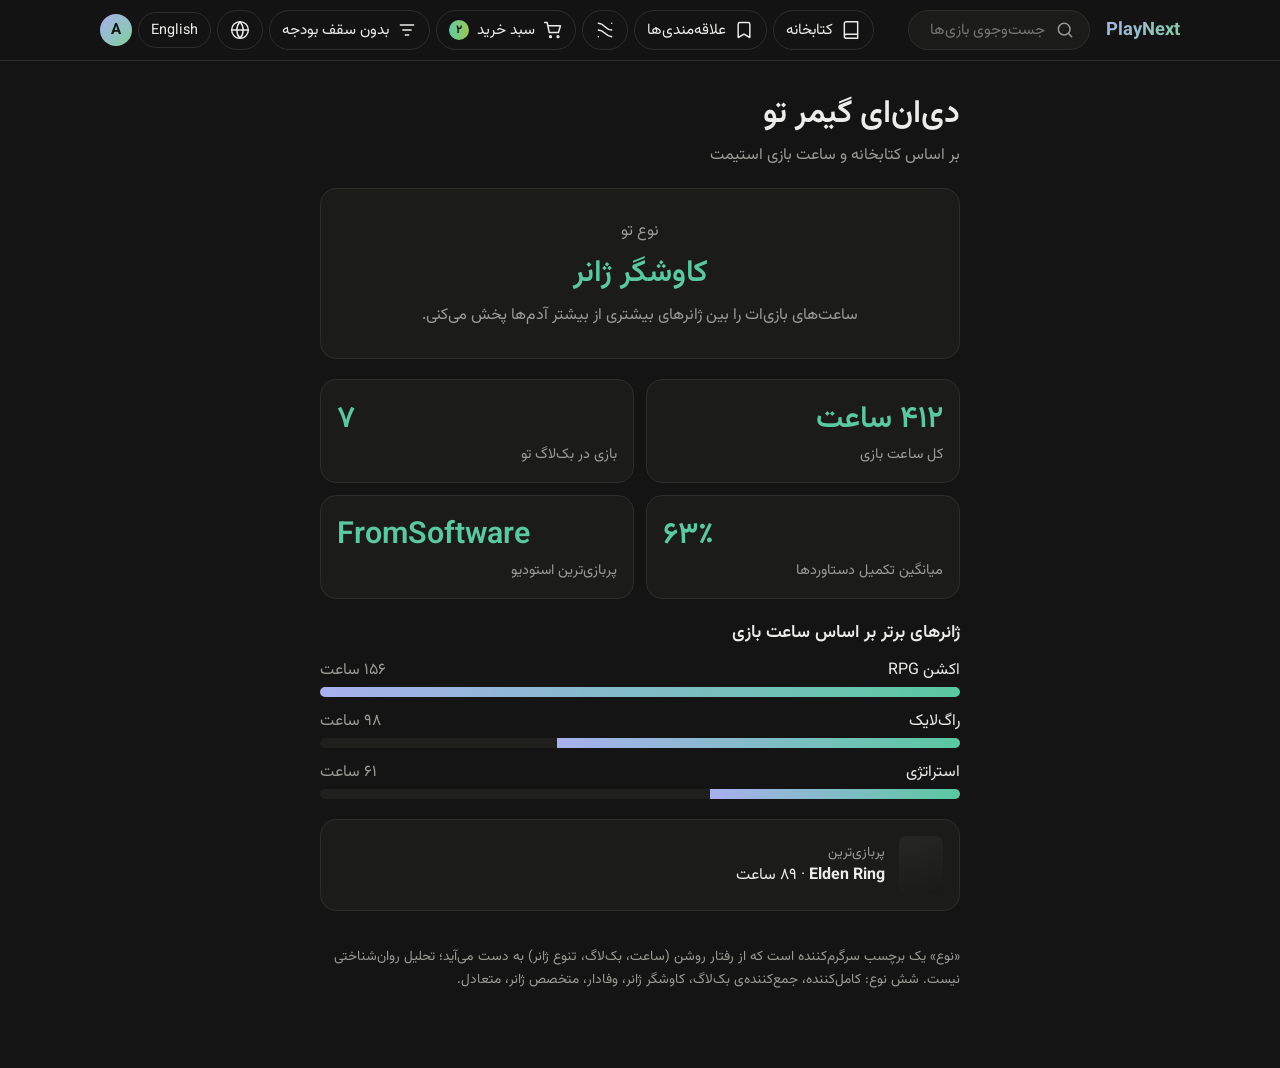 PlayNext
جست‌وجوی بازی‌ها
کتابخانه
علاقه‌مندی‌ها
سبد خرید ۲
بدون سقف بودجه
English
A
دی‌ان‌ای گیمر تو
بر اساس کتابخانه و ساعت بازی استیمت
نوع تو
کاوشگر ژانر
ساعت‌های بازی‌ات را بین ژانرهای بیشتری از بیشتر آدم‌ها پخش می‌کنی.
۴۱۲ ساعت
کل ساعت بازی
۷
بازی در بک‌لاگ تو
۶۳٪
میانگین تکمیل دستاوردها
FromSoftware
پربازی‌ترین استودیو
ژانرهای برتر بر اساس ساعت بازی
اکشن RPG
۱۵۶ ساعت
راگ‌لایک
۹۸ ساعت
استراتژی
۶۱ ساعت
پربازی‌ترین
Elden Ring · ۸۹ ساعت
«نوع» یک برچسب سرگرم‌کننده است که از رفتار روشن (ساعت، بک‌لاگ، تنوع ژانر) به دست می‌آید؛ تحلیل روان‌شناختی
نیست. شش نوع: کامل‌کننده، جمع‌کننده‌ی بک‌لاگ، کاوشگر ژانر، وفادار، متخصص ژانر، متعادل.